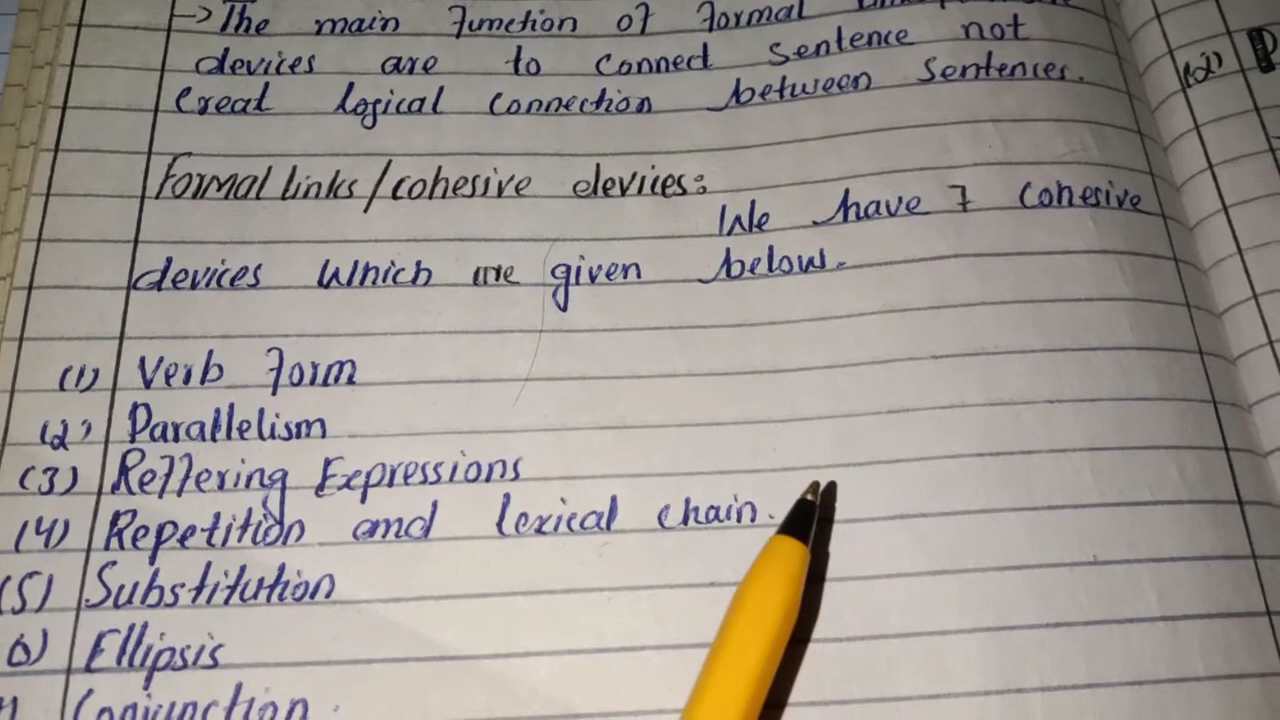 → The main function of formal
devices are to connect sentence not
creat logical connection between sentences.
Formal links/cohesive devices:
We have 7 cohesive
devices which are given below.
(1) Verb form
(2) Parallelism
(3) Reffering Expressions
(4) Repetition and lexical chain.
(5) Substitution
6) Ellipsis
Conjunction.
(2)